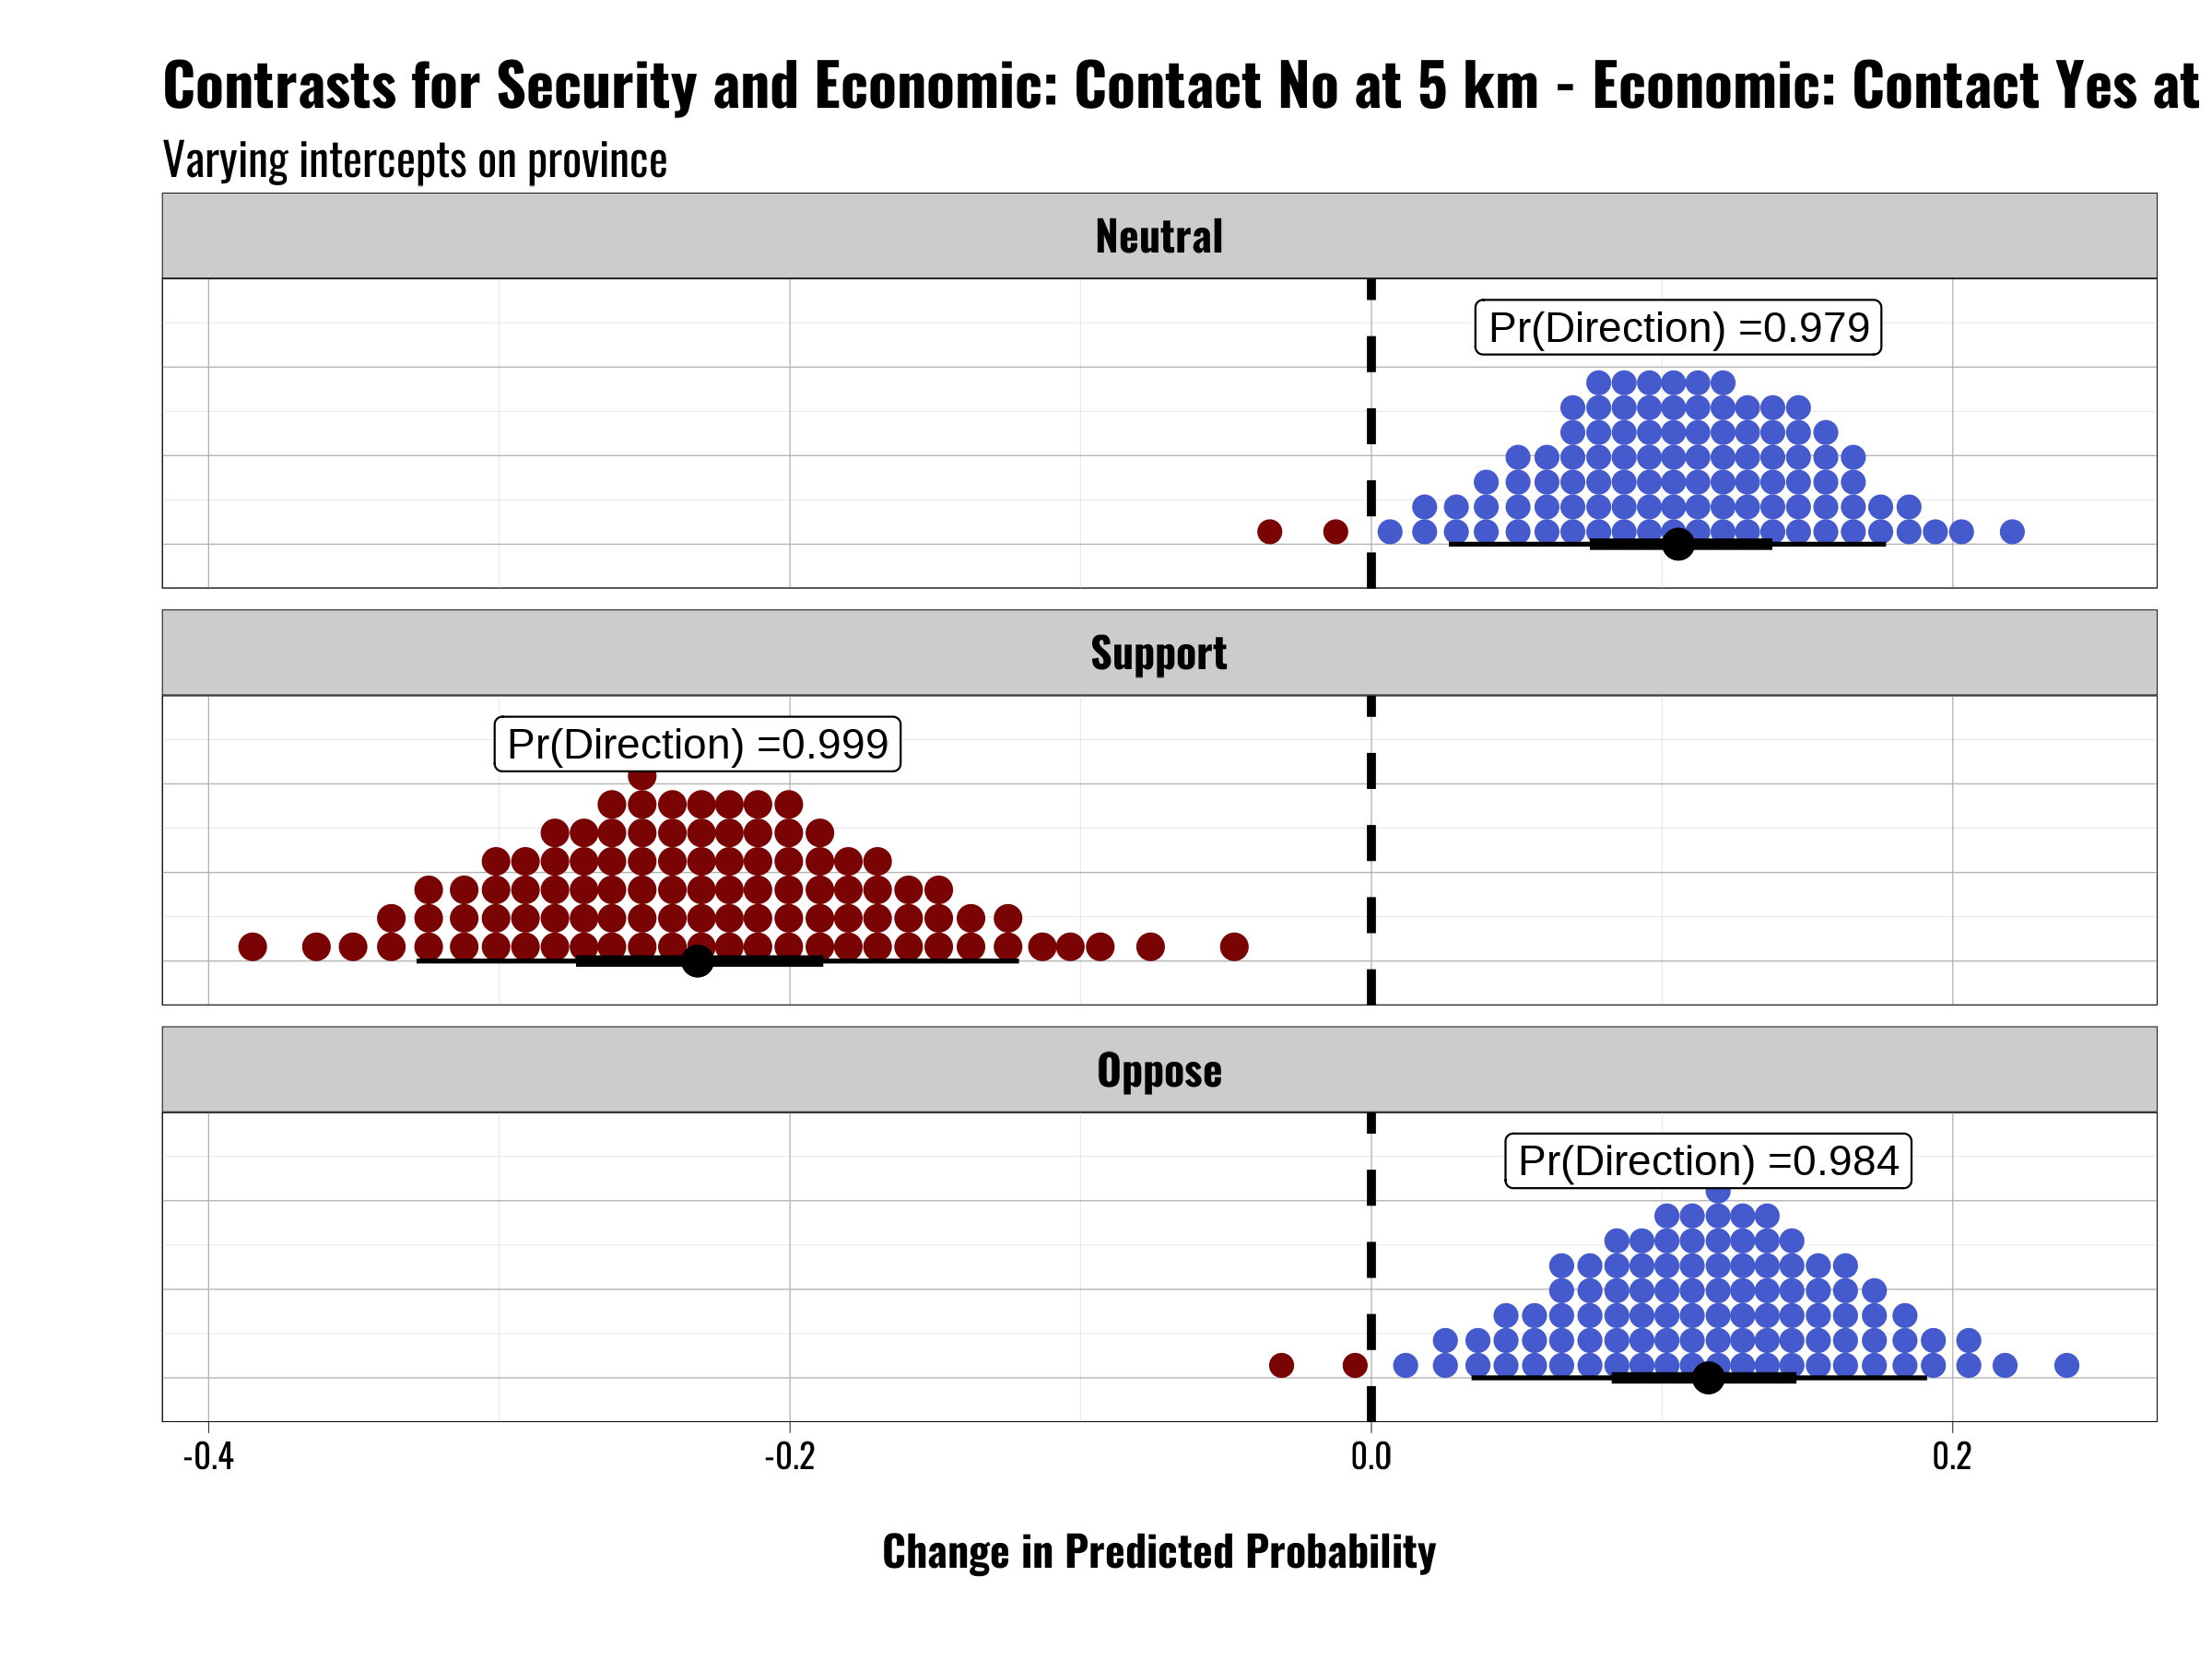 Contrasts for Security and Economic: Contact No at 5 km - Economic: Contact Yes at
Varying intercepts on province
Neutral
Pr(Direction) =0.979
Support
Pr(Direction) =0.999
Oppose
Pr(Direction) =0.984
-0.4 -0.2 0.0 0.2
Change in Predicted Probability